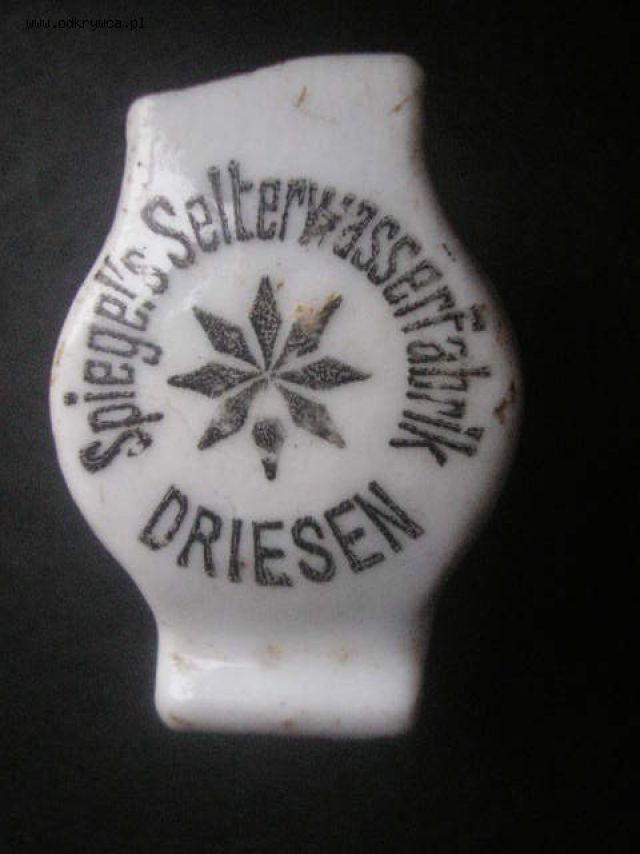 www.odkrywca.pl
Spiegel's Selterwasserfabrik
DRIESEN